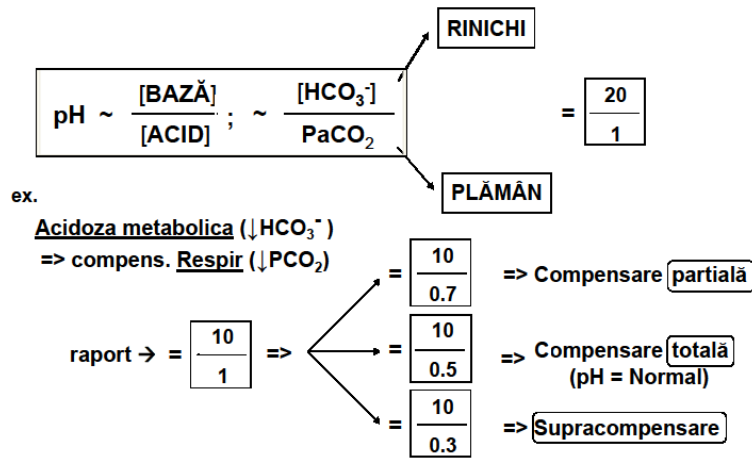 RINICHI
pH ~ [BAZĂ] / [ACID] ; ~ [HCO₃⁻] / PaCO₂ = 20 / 1
PLĂMÂN
ex.
Acidoza metabolica (↓HCO₃⁻ )
=> compens. Respir (↓PCO₂)
= 10 / 0.7 => Compensare partială
raport → = 10 / 1 => = 10 / 0.5 => Compensare totală
(pH = Normal)
= 10 / 0.3 => Supracompensare